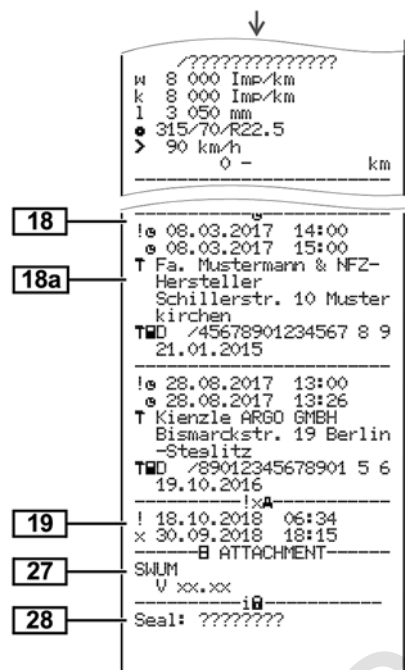 /??????????????
w 8 000 Imp/km
k 8 000 Imp/km
l 3 050 mm
● 315/70/R22.5
> 90 km/h
0 - km
18
! 08.03.2017 14:00
08.03.2017 15:00
18a
T Fa. Mustermann & NFZ-
Hersteller
Schillerstr. 10 Muster
kirchen
T D /45678901234567 8 9
21.01.2015
! 28.08.2017 13:00
28.08.2017 13:26
T Kienzle ARGO GMBH
Bismarckstr. 19 Berlin
-Steglitz
T D /89012345678901 5 6
19.10.2016
------------!xA------------
19
! 18.10.2018 06:34
x 30.09.2018 18:15
------ ATTACHMENT------
27
SWUM
V xx.xx
------------i------------
28
Seal: ????????